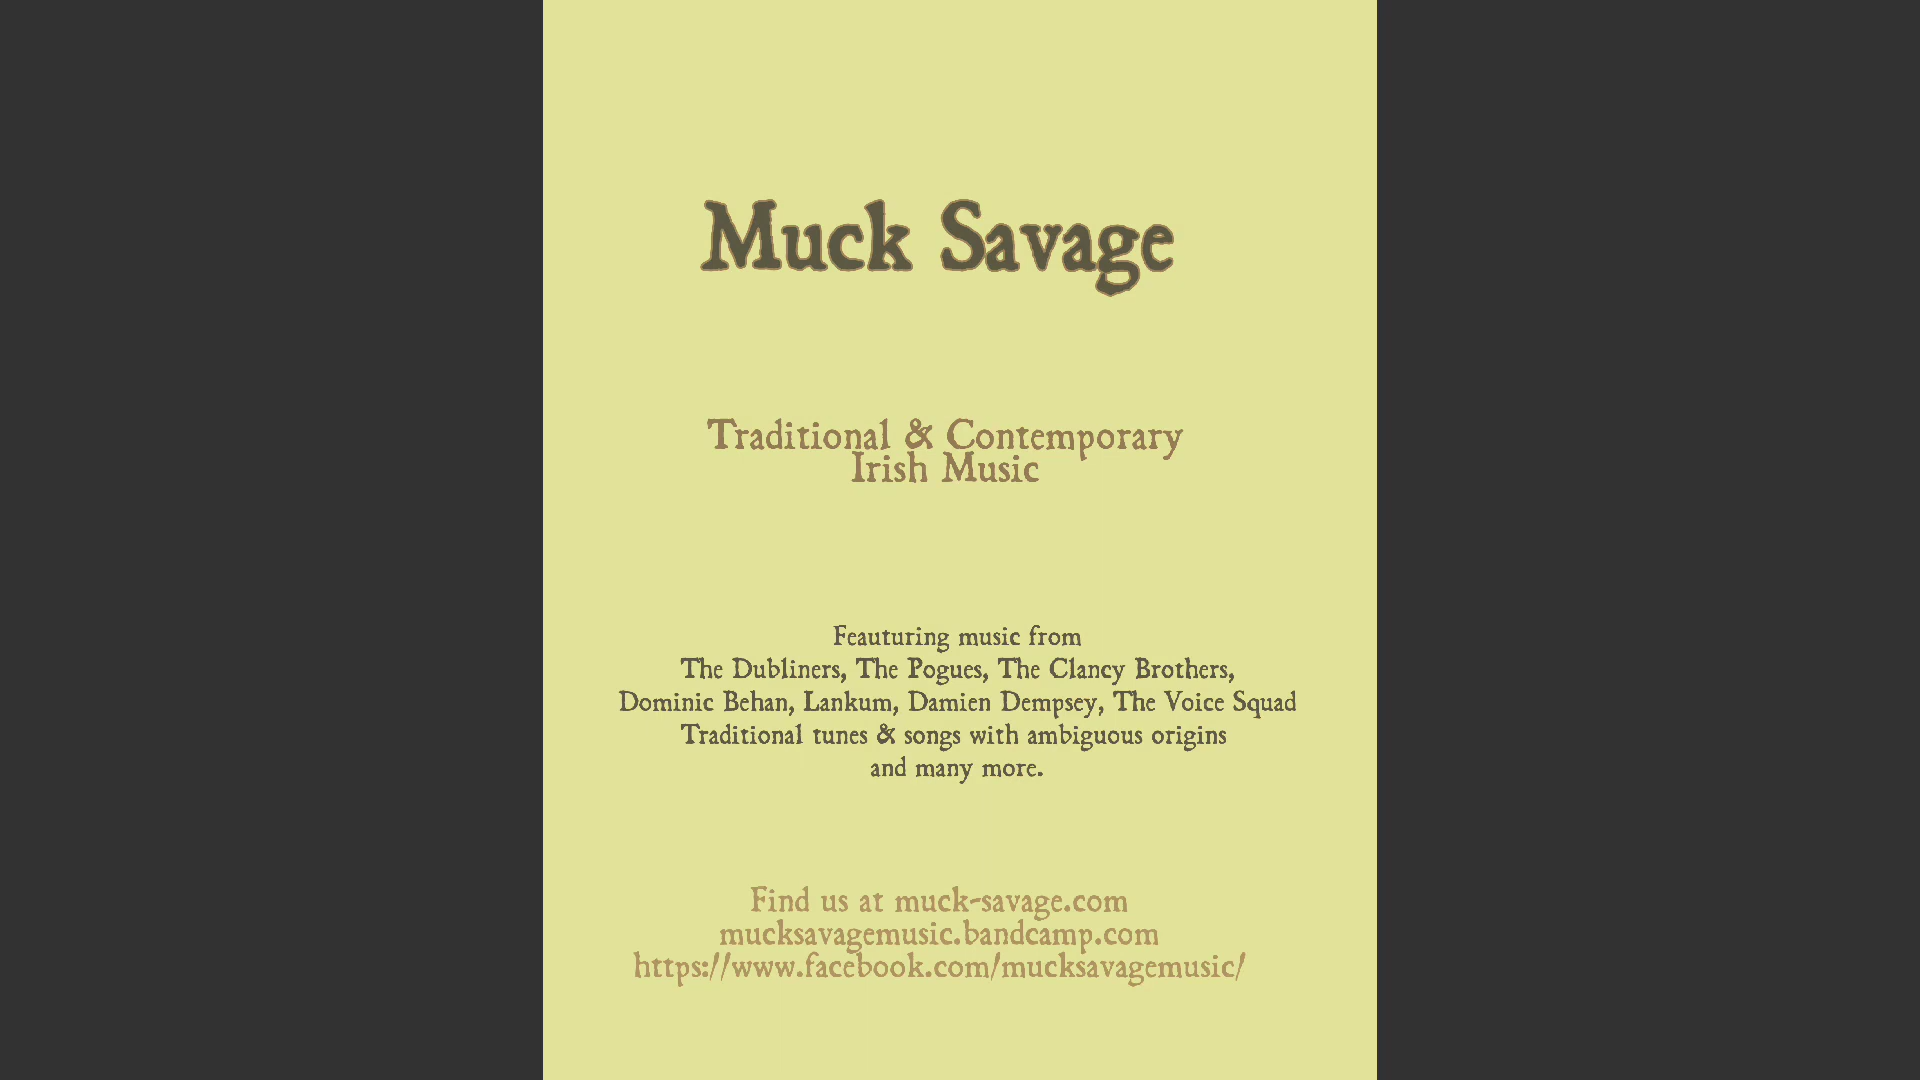 Muck Savage
Traditional & Contemporary
Irish Music
Feauturing music from
The Dubliners, The Pogues, The Clancy Brothers,
Dominic Behan, Lankum, Damien Dempsey, The Voice Squad
Traditional tunes & songs with ambiguous origins
and many more.
Find us at muck-savage.com
mucksavagemusic.bandcamp.com
https://www.facebook.com/mucksavagemusic/